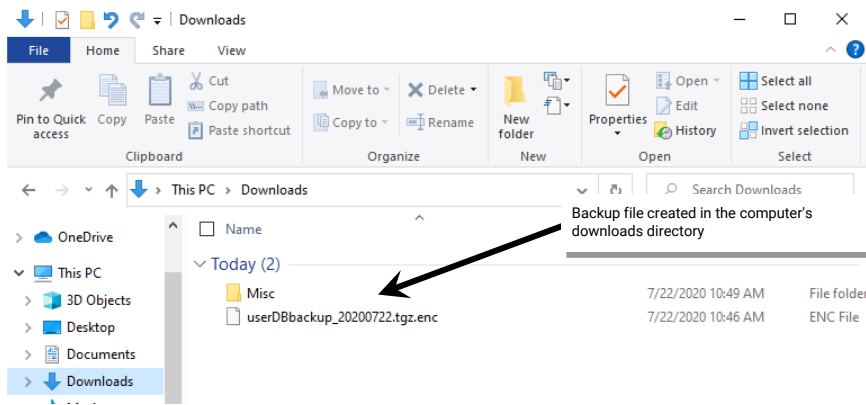 Downloads
File Home Share View
Pin to Quick access
Copy
Paste
Cut
Copy path
Paste shortcut
Clipboard
Move to
Copy to
Delete
Rename
Organize
New folder
New
Properties
Open
Edit
History
Open
Select all
Select none
Invert selection
Select
This PC > Downloads
Search Downloads
Backup file created in the computer's
downloads directory
OneDrive
This PC
3D Objects
Desktop
Documents
Downloads
Name
Today (2)
Misc 7/22/2020 10:49 AM File folder
userDBbackup_20200722.tgz.enc 7/22/2020 10:46 AM ENC File